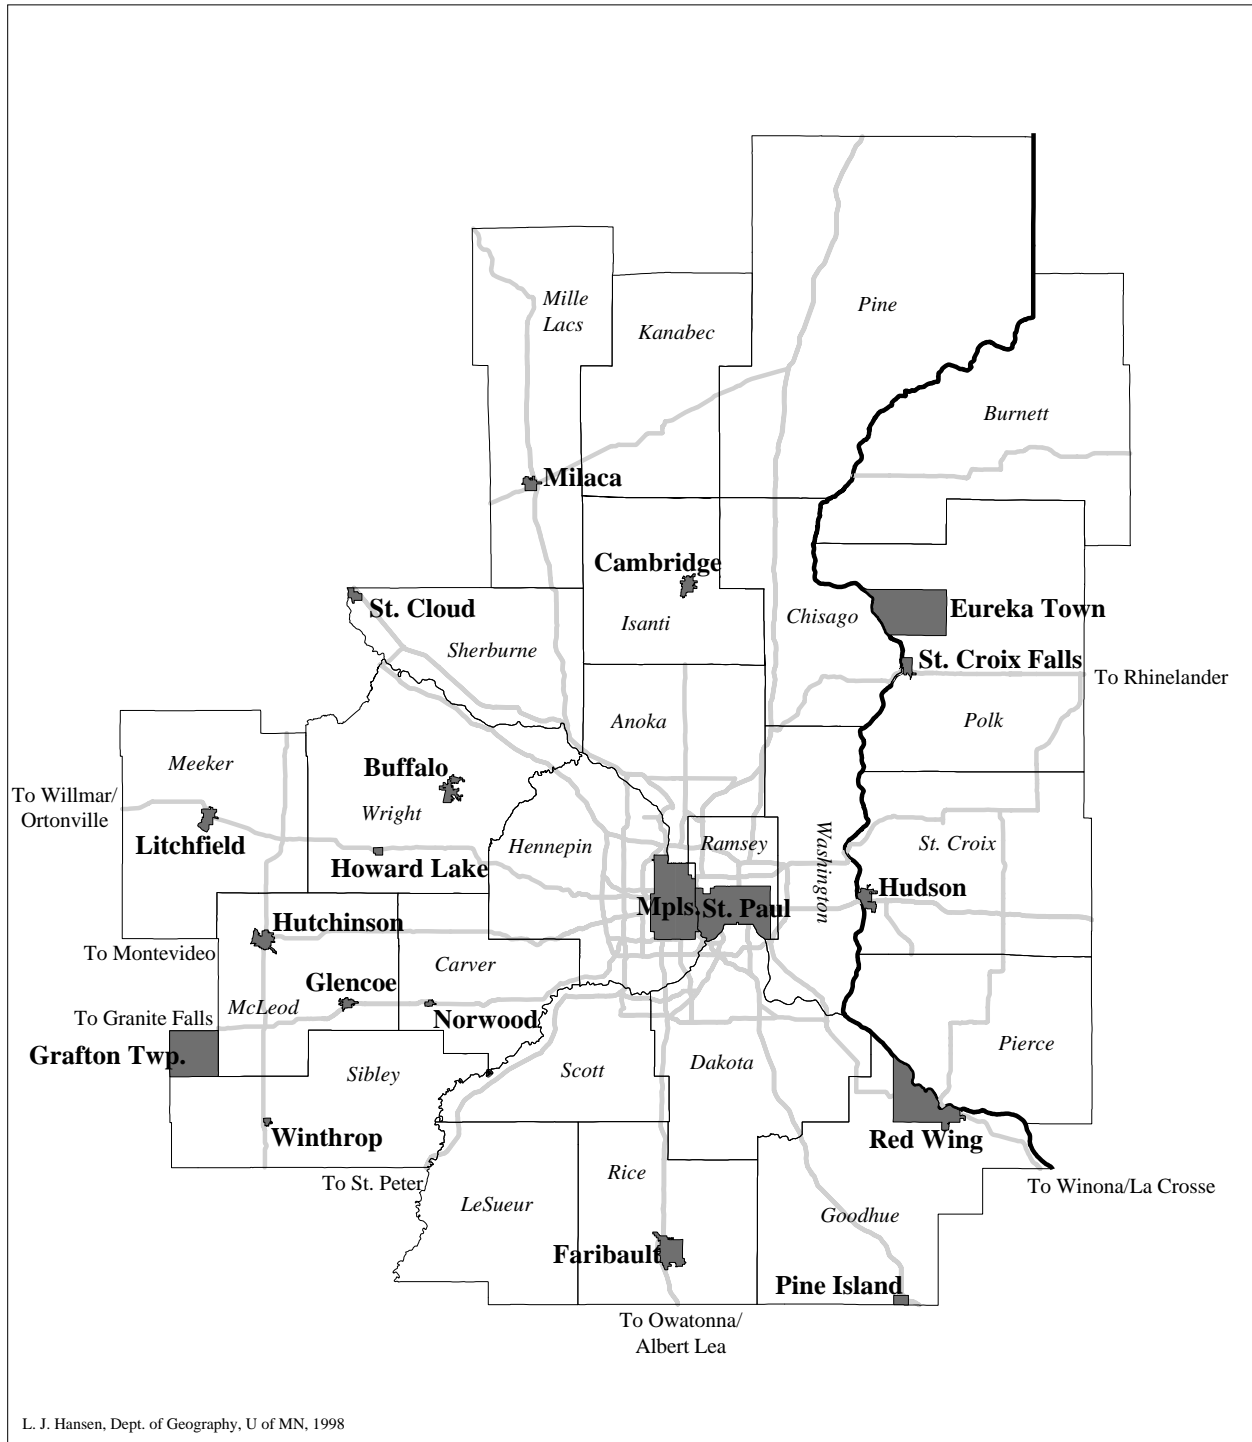 Mille
Lacs
Kanabec
Pine
Burnett
Milaca
Cambridge
St. Cloud
Isanti
Chisago
Eureka Town
Sherburne
St. Croix Falls
To Rhinelander
Anoka
Polk
Meeker
Buffalo
To Willmar/
Ortonville
Wright
Litchfield
Howard Lake
Hennepin
Ramsey
Washington
St. Croix
Hudson
Mpls.
St. Paul
Hutchinson
To Montevideo
Carver
Glencoe
McLeod
Norwood
To Granite Falls
Grafton Twp.
Sibley
Scott
Dakota
Pierce
Winthrop
Red Wing
To St. Peter
Rice
LeSueur
To Winona/La Crosse
Goodhue
Faribault
Pine Island
To Owatonna/
Albert Lea
L. J. Hansen, Dept. of Geography, U of MN, 1998